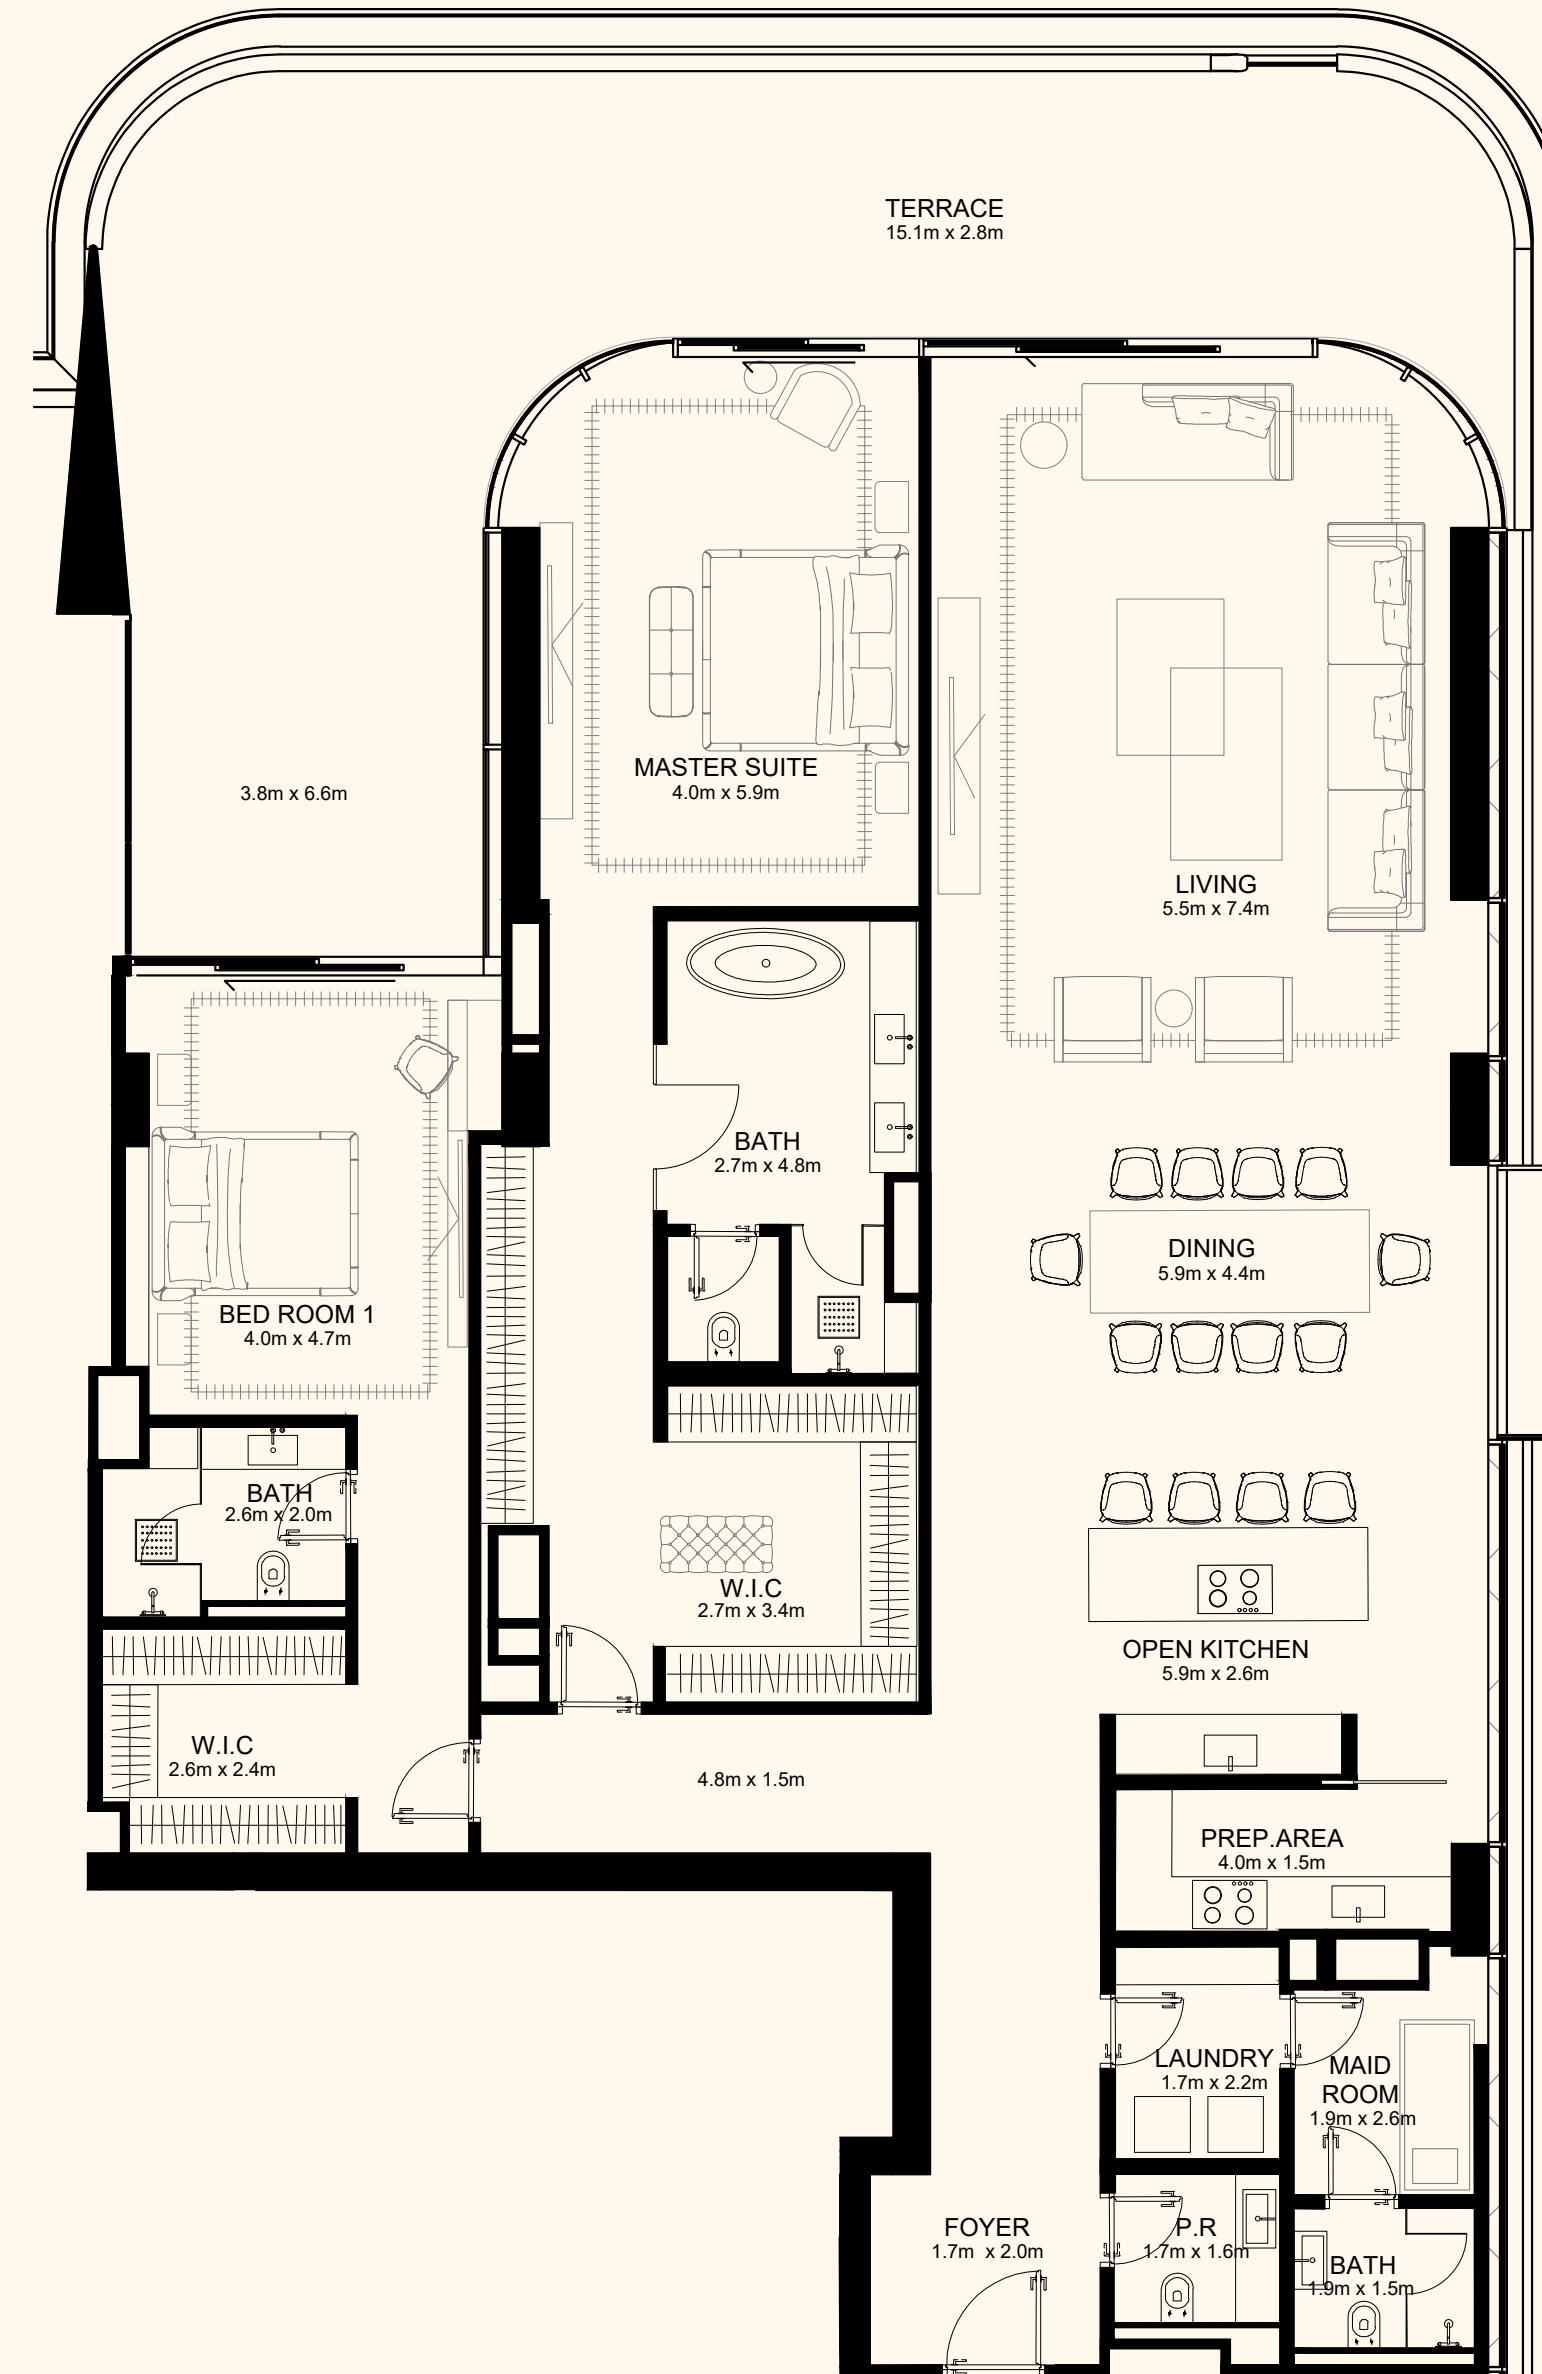 TERRACE
15.1m x 2.8m
MASTER SUITE
4.0m x 5.9m
3.8m x 6.6m
LIVING
5.5m x 7.4m
BATH
2.7m x 4.8m
DINING
5.9m x 4.4m
BED ROOM 1
4.0m x 4.7m
BATH
2.6m x 2.0m
W.I.C
2.7m x 3.4m
OPEN KITCHEN
5.9m x 2.6m
W.I.C
2.6m x 2.4m
4.8m x 1.5m
PREP.AREA
4.0m x 1.5m
LAUNDRY
1.7m x 2.2m
MAID
ROOM
1.9m x 2.6m
FOYER
1.7m  x 2.0m
P.R
1.7m x 1.6m
BATH
1.9m x 1.5m